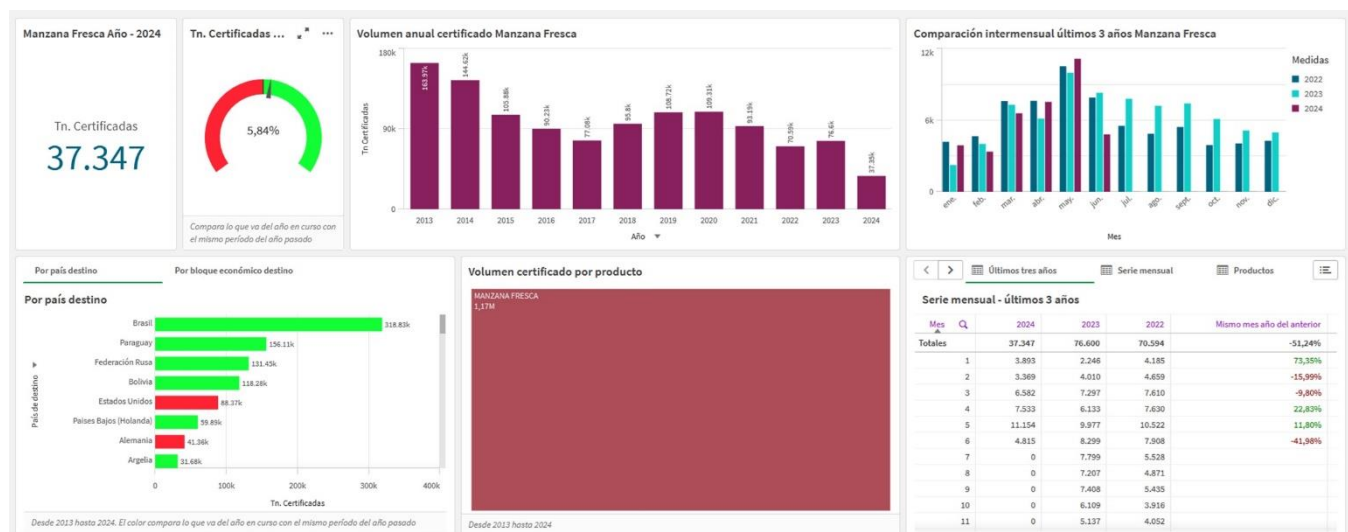 Manzana Fresca Año - 2024
Tn. Certificadas
37.347
Tn. Certificadas ...
5,84%
Compara lo que va del año en curso con
el mismo período del año pasado
Volumen anual certificado Manzana Fresca
Tn Certificadas
180k
90k
0
163.97k
144.62k
105.88k
90.23k
77.08k
95.8k
108.72k
109.31k
93.19k
70.59k
76.6k
37.35k
2013 2014 2015 2016 2017 2018 2019 2020 2021 2022 2023 2024
Año
Comparación intermensual últimos 3 años Manzana Fresca
12k
6k
0
ene. feb. mar. abr. may. jun. jul. ago. sept. oct. nov. dic.
Mes
Medidas
2022
2023
2024
Por país destino Por bloque económico destino
Por país destino
País de destino
Brasil 318.83k
Paraguay 156.11k
Federación Rusa 131.45k
Bolivia 118.28k
Estados Unidos 88.37k
Paises Bajos (Holanda) 59.89k
Alemania 41.36k
Argelia 31.68k
0 100k 200k 300k 400k
Tn. Certificadas
Desde 2013 hasta 2024. El color compara lo que va del año en curso con el mismo período del año pasado
Volumen certificado por producto
MANZANA FRESCA
1,17M
Desde 2013 hasta 2024
Últimos tres años Serie mensual Productos
Serie mensual - últimos 3 años
Mes 2024 2023 2022 Mismo mes año del anterior
Totales 37.347 76.600 70.594 -51,24%
1 3.893 2.246 4.185 73,35%
2 3.369 4.010 4.659 -15,99%
3 6.582 7.297 7.610 -9,80%
4 7.533 6.133 7.630 22,83%
5 11.154 9.977 10.522 11,80%
6 4.815 8.299 7.908 -41,98%
7 0 7.799 5.528
8 0 7.207 4.871
9 0 7.408 5.435
10 0 6.109 3.916
11 0 5.137 4.052